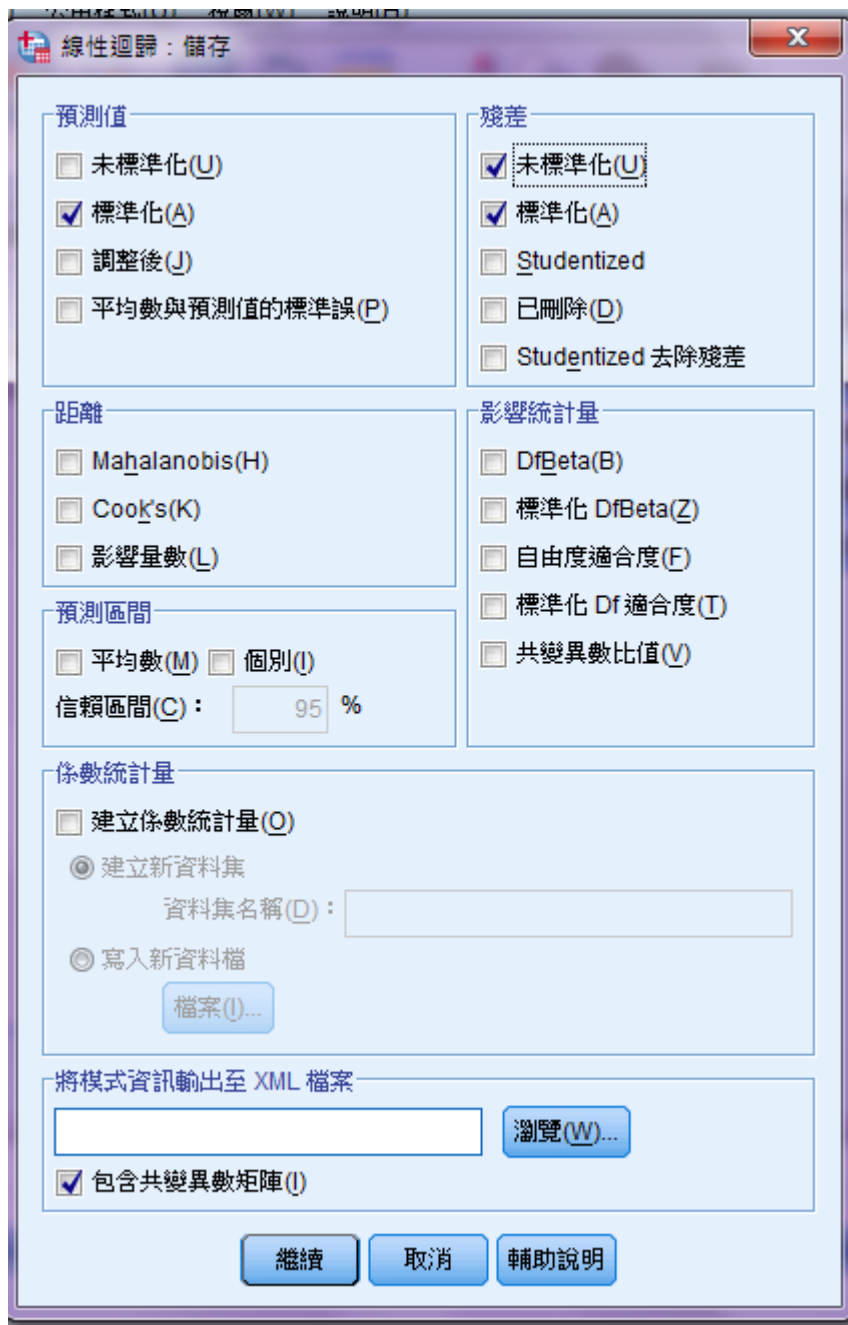 公用程式(U) 視窗(W) 說明(H)
線性迴歸：儲存
預測值
未標準化(U)
標準化(A)
調整後(J)
平均數與預測值的標準誤(P)
殘差
未標準化(U)
標準化(A)
Studentized
已刪除(D)
Studentized 去除殘差
距離
Mahalanobis(H)
Cook's(K)
影響量數(L)
影響統計量
DfBeta(B)
標準化 DfBeta(Z)
自由度適合度(F)
標準化 Df 適合度(T)
共變異數比值(V)
預測區間
平均數(M) 個別(I)
信賴區間(C)： 95 %
係數統計量
建立係數統計量(O)
建立新資料集
資料集名稱(D)：
寫入新資料檔
檔案(I)...
將模式資訊輸出至 XML 檔案
瀏覽(W)...
包含共變異數矩陣(I)
繼續 取消 輔助說明